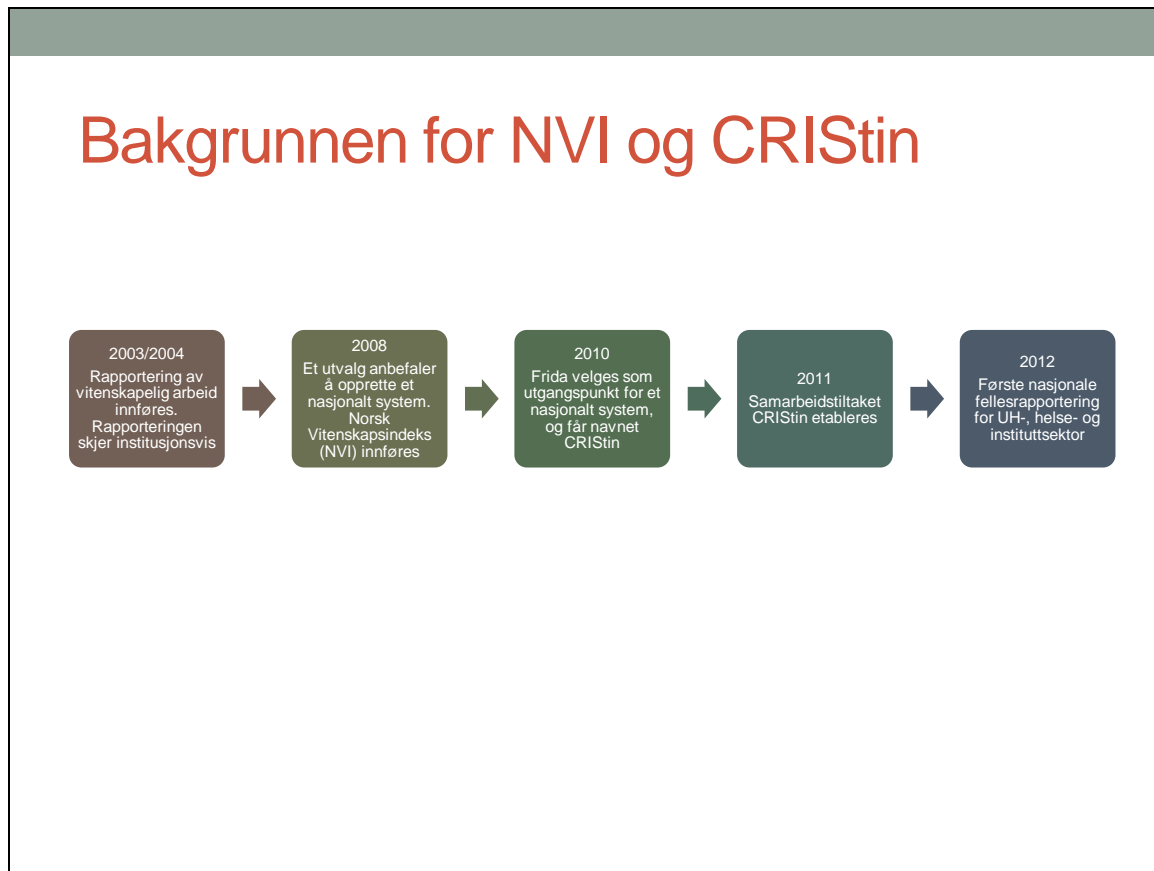 Bakgrunnen for NVI og CRIStin
2003/2004
Rapportering av
vitenskapelig arbeid
innføres.
Rapporteringen
skjer institusjonsvis
2008
Et utvalg anbefaler
å opprette et
nasjonalt system.
Norsk
Vitenskapsindeks
(NVI) innføres
2010
Frida velges som
utgangspunkt for et
nasjonalt system,
og får navnet
CRIStin
2011
Samarbeidstiltaket
CRIStin etableres
2012
Første nasjonale
fellesrapportering
for UH-, helse- og
instituttsektor